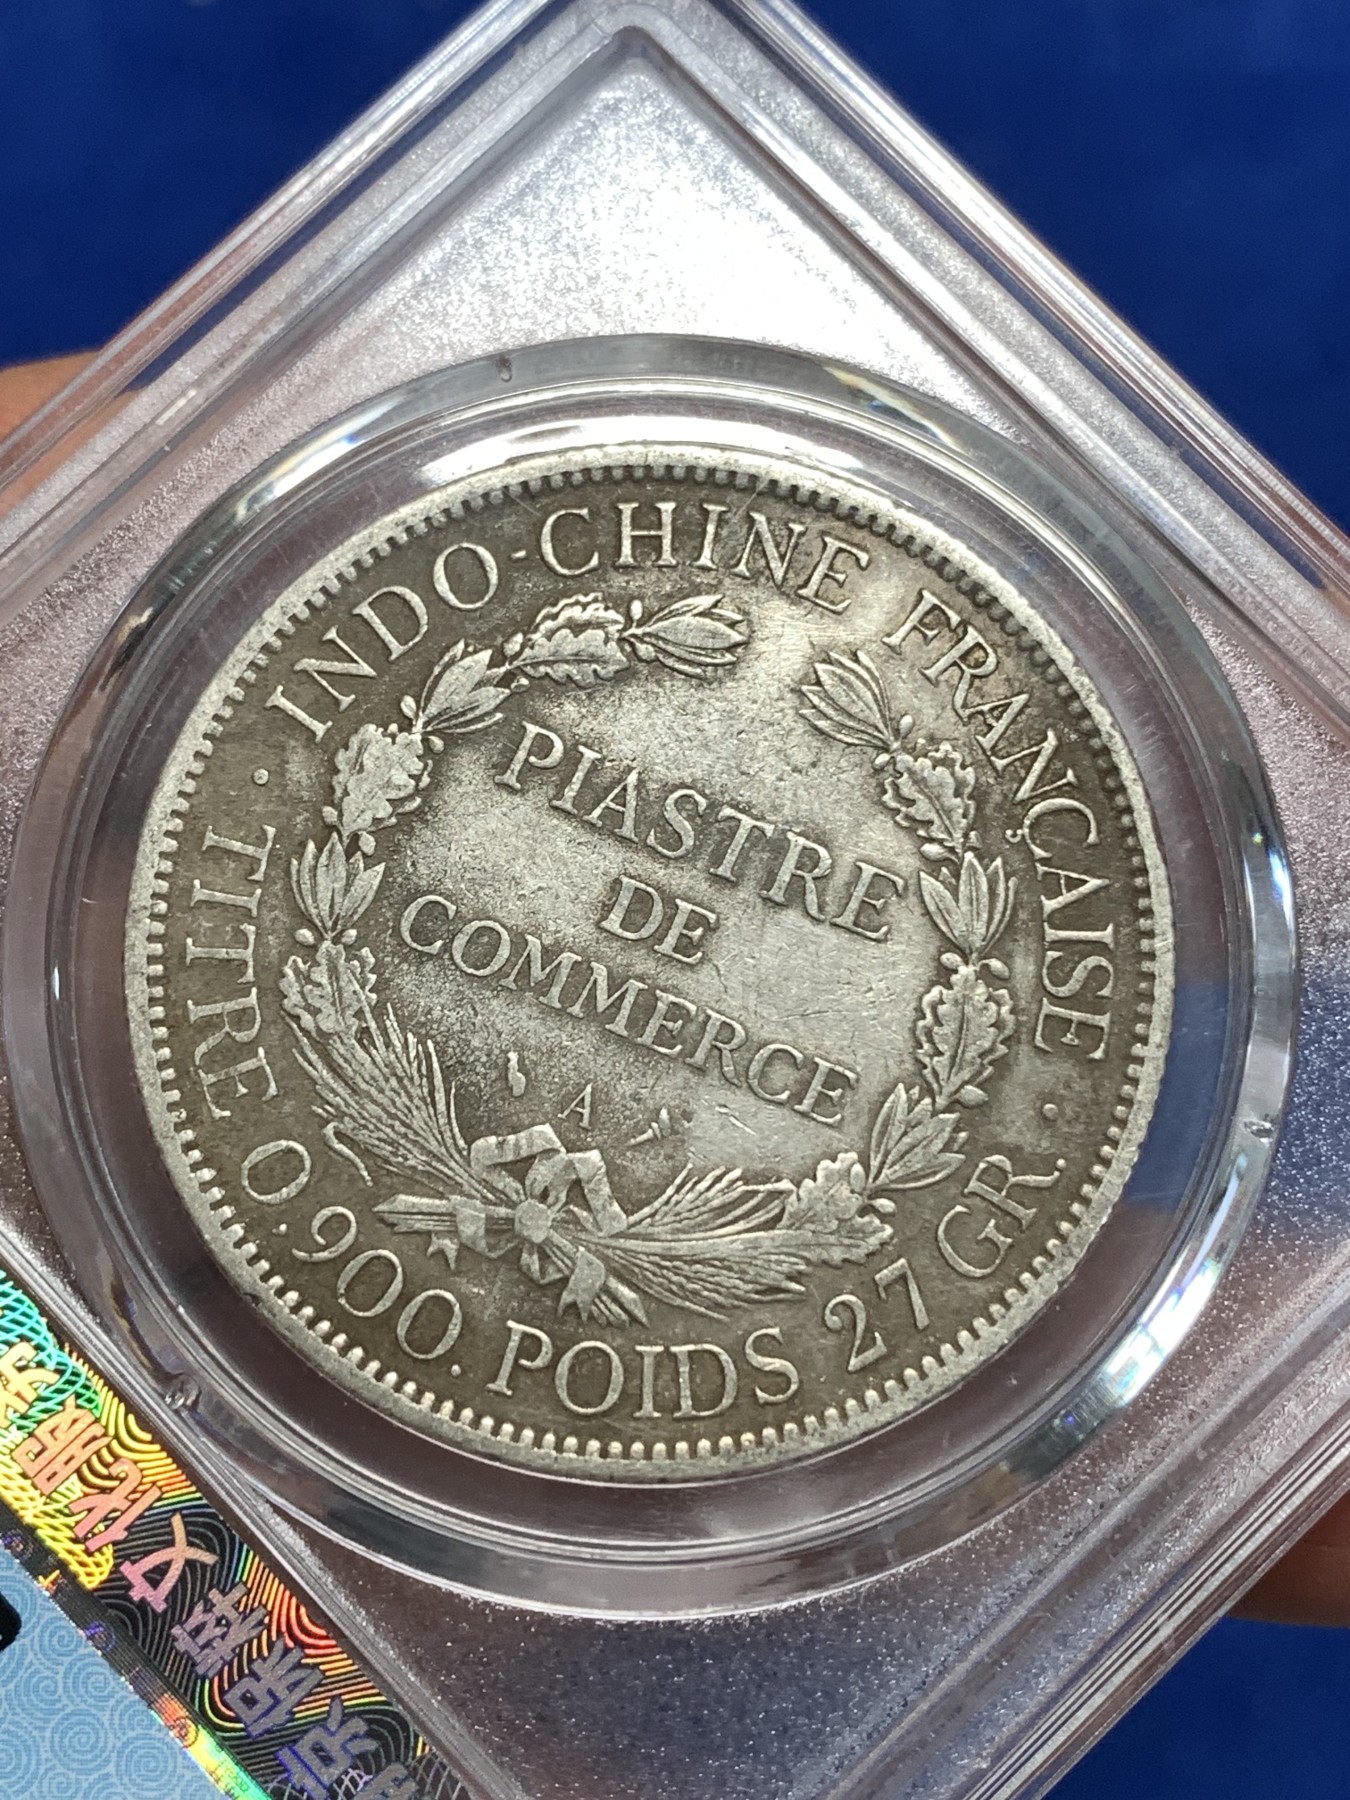 INDO-CHINE FRANÇAISE
PIASTRE
DE
COMMERCE
A
TITRE 0,900. POIDS 27 GR.